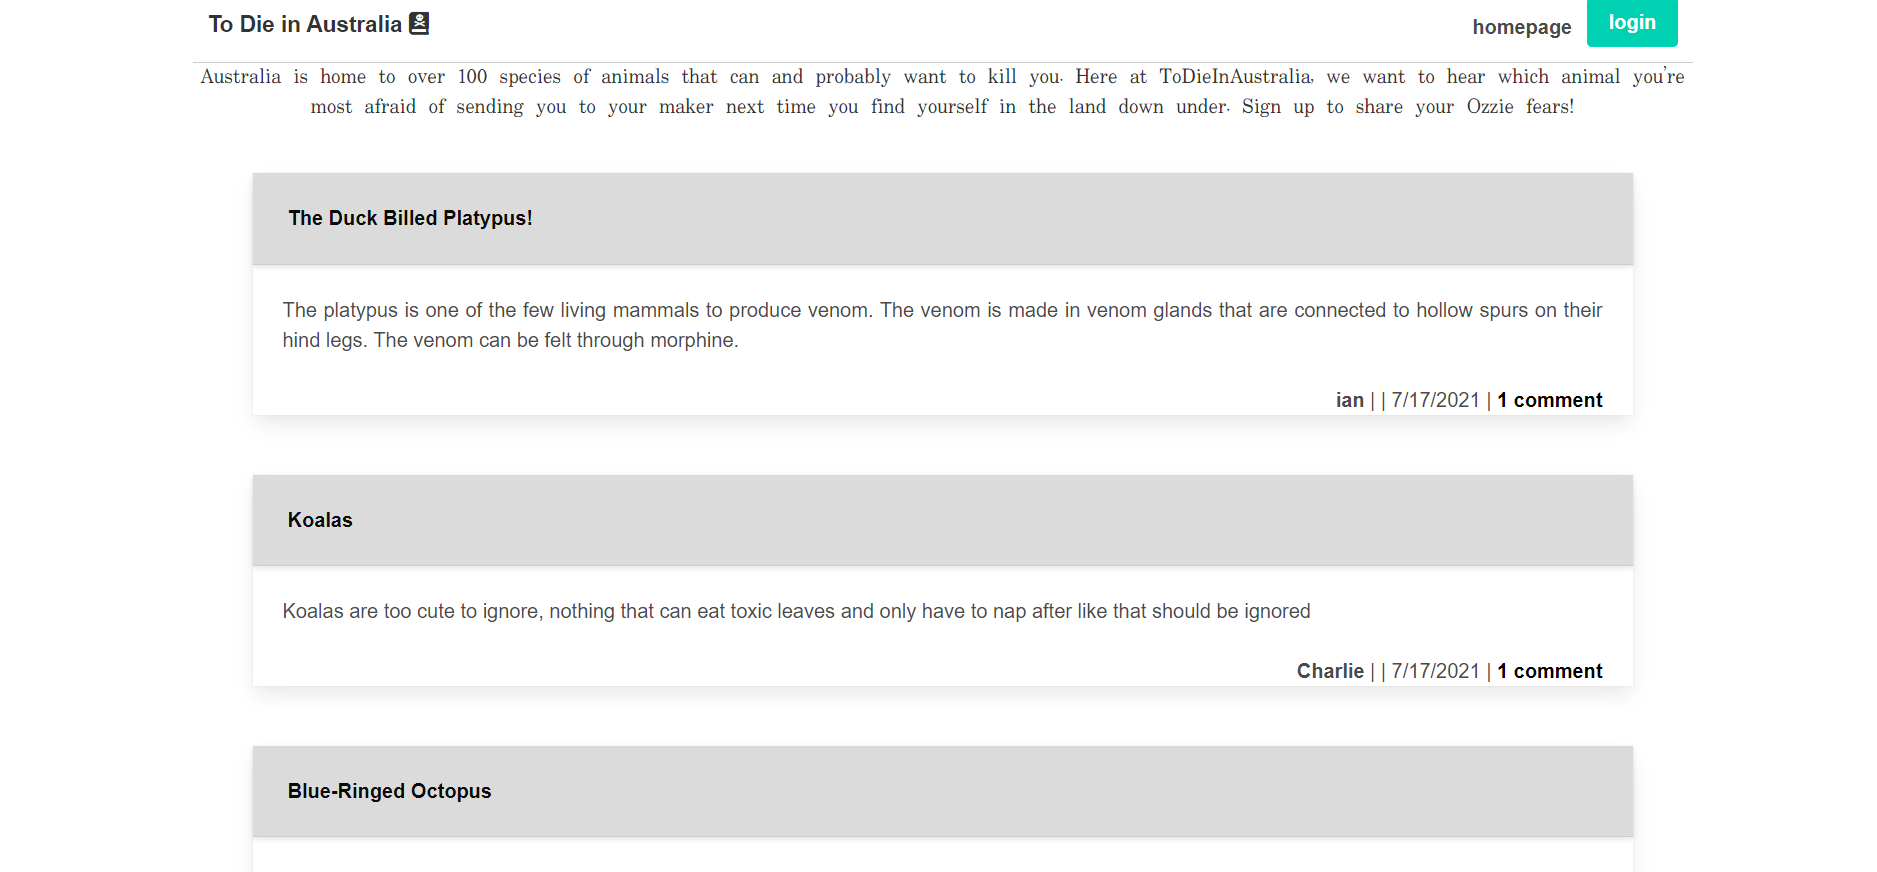 To Die in Australia
homepage
login
Australia is home to over 100 species of animals that can and probably want to kill you. Here at ToDieInAustralia, we want to hear which animal you're
most afraid of sending you to your maker next time you find yourself in the land down under. Sign up to share your Ozzie fears!
The Duck Billed Platypus!
The platypus is one of the few living mammals to produce venom. The venom is made in venom glands that are connected to hollow spurs on their
hind legs. The venom can be felt through morphine.
ian | | 7/17/2021 | 1 comment
Koalas
Koalas are too cute to ignore, nothing that can eat toxic leaves and only have to nap after like that should be ignored
Charlie | | 7/17/2021 | 1 comment
Blue-Ringed Octopus